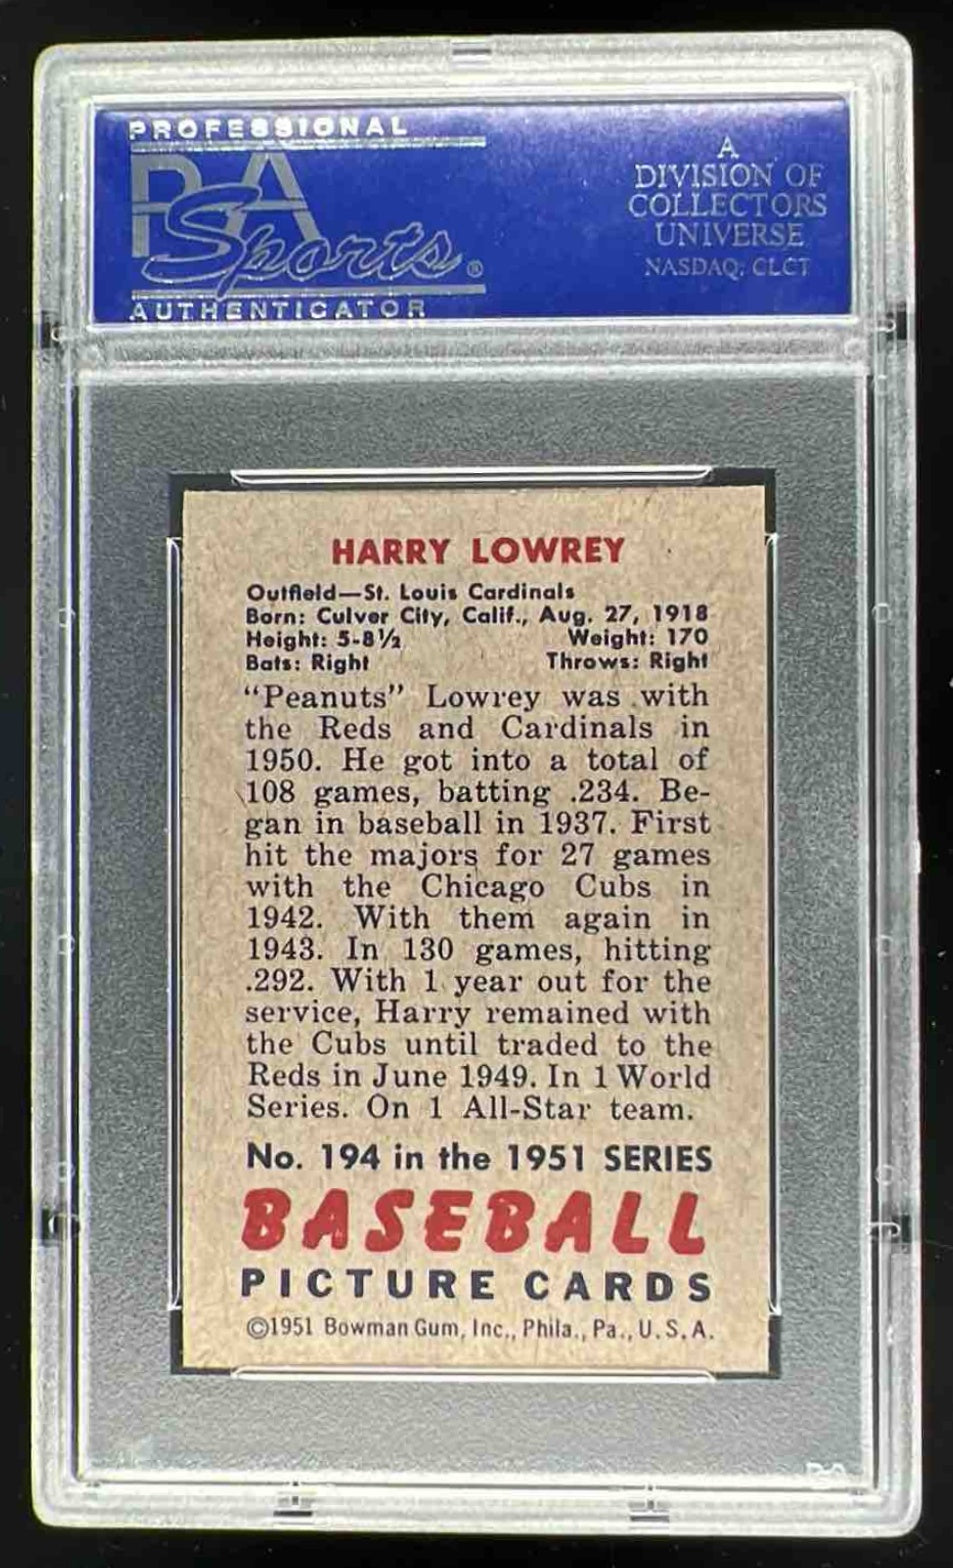 PROFESSIONAL
PSA
Sports®
AUTHENTICATOR
A
DIVISION OF
COLLECTORS
UNIVERSE
NASDAQ: CLCT
HARRY LOWREY
Outfield—St. Louis Cardinals
Born: Culver City, Calif., Aug. 27, 1918
Height: 5-8½ Weight: 170
Bats: Right Throws: Right
"Peanuts" Lowrey was with
the Reds and Cardinals in
1950. He got into a total of
108 games, batting .234. Be-
gan in baseball in 1937. First
hit the majors for 27 games
with the Chicago Cubs in
1942. With them again in
1943. In 130 games, hitting
.292. With 1 year out for the
service, Harry remained with
the Cubs until traded to the
Reds in June 1949. In 1 World
Series. On 1 All-Star team.
No. 194 in the 1951 SERIES
BASEBALL
PICTURE CARDS
©1951 Bowman Gum, Inc., Phila., Pa., U.S.A.